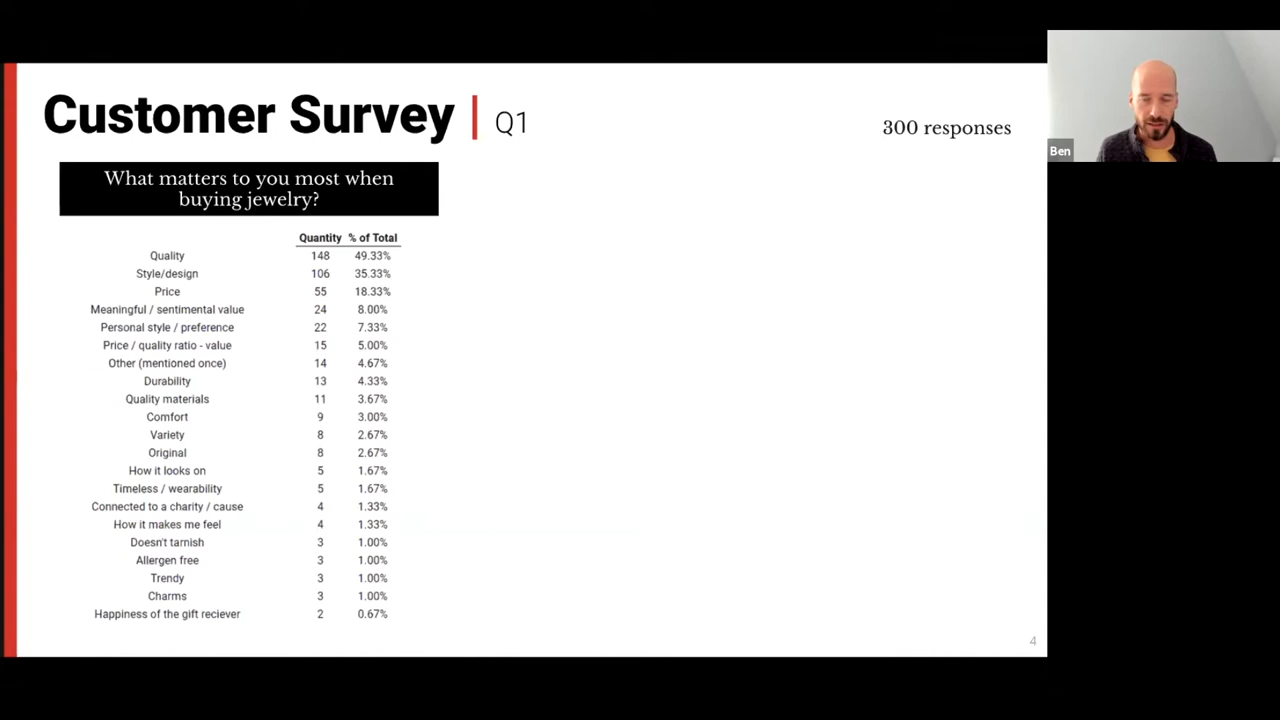 Customer Survey | Q1
300 responses
Ben
What matters to you most when
buying jewelry?
Quantity % of Total
Quality 148 49.33%
Style/design 106 35.33%
Price 55 18.33%
Meaningful / sentimental value 24 8.00%
Personal style / preference 22 7.33%
Price / quality ratio - value 15 5.00%
Other (mentioned once) 14 4.67%
Durability 13 4.33%
Quality materials 11 3.67%
Comfort 9 3.00%
Variety 8 2.67%
Original 8 2.67%
How it looks on 5 1.67%
Timeless / wearability 5 1.67%
Connected to a charity / cause 4 1.33%
How it makes me feel 4 1.33%
Doesn't tarnish 3 1.00%
Allergen free 3 1.00%
Trendy 3 1.00%
Charms 3 1.00%
Happiness of the gift reciever 2 0.67%
4